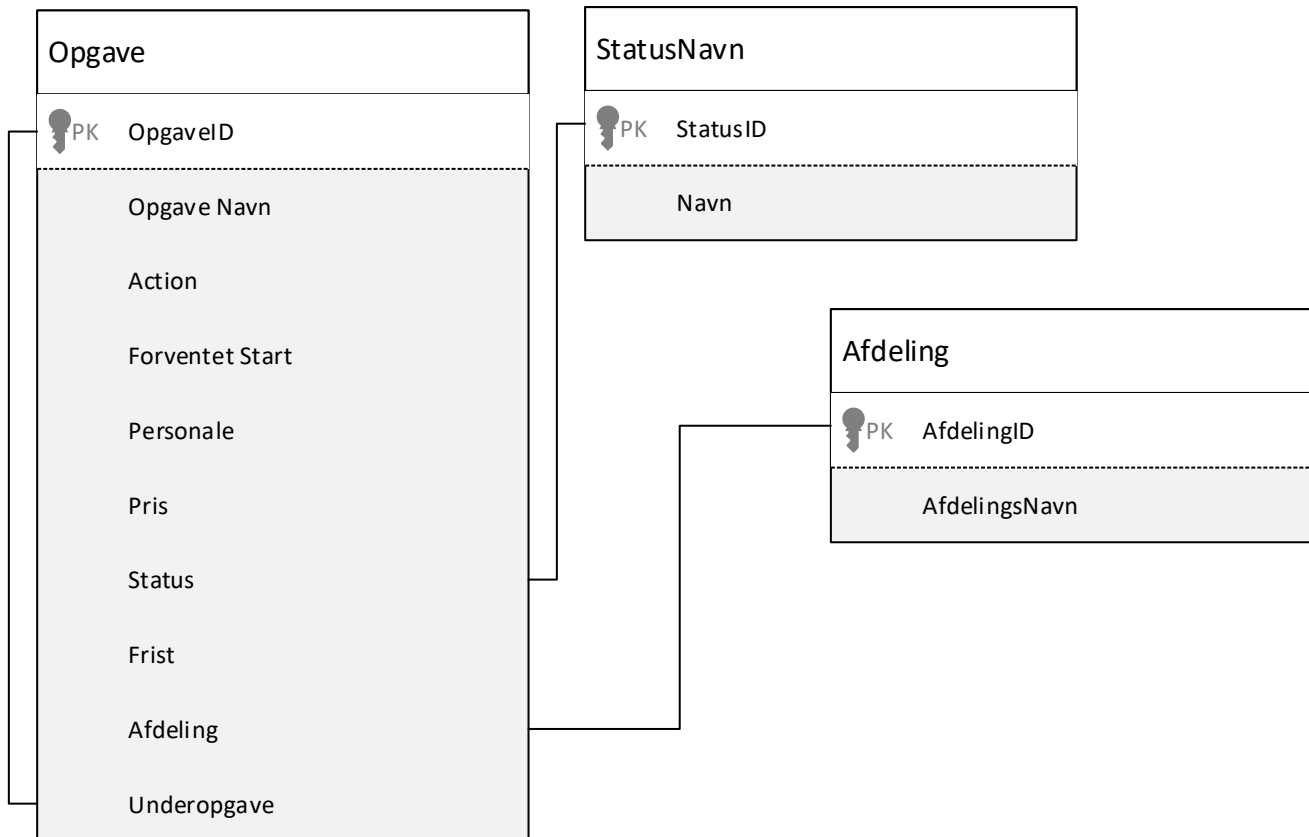 Opgave
PK OpgaveID
Opgave Navn
Action
Forventet Start
Personale
Pris
Status
Frist
Afdeling
Underopgave
StatusNavn
PK StatusID
Navn
Afdeling
PK AfdelingID
AfdelingsNavn